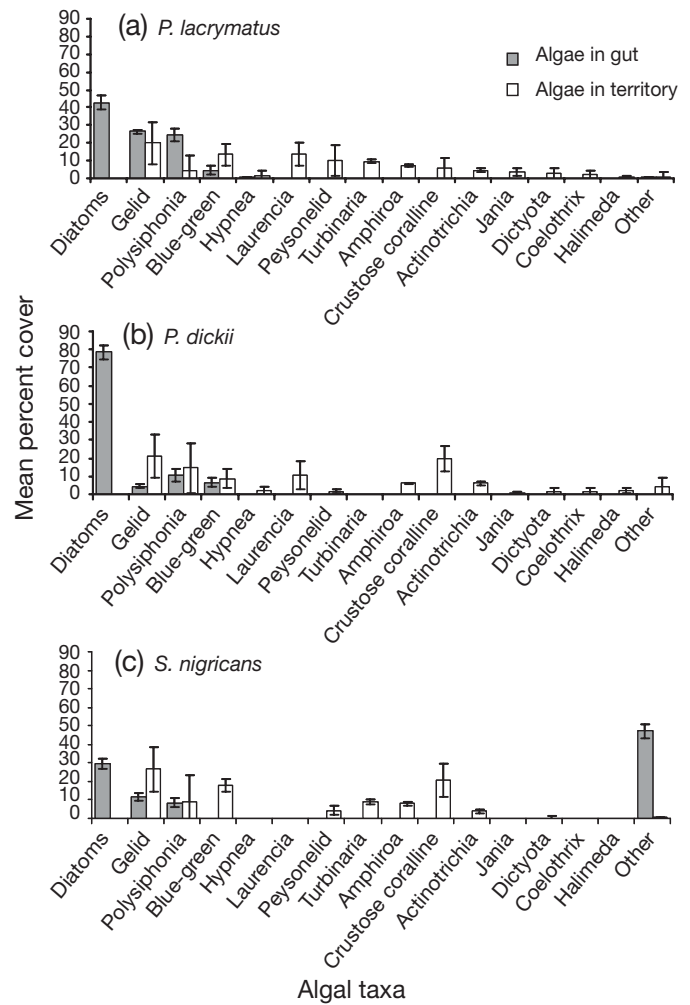 (a) P. lacrymatus
Algae in gut
Algae in territory
90
80
70
60
50
40
30
20
10
0
Diatoms
Gelid
Polysiphonia
Blue-green
Hypnea
Laurencia
Peysonelid
Turbinaria
Amphiroa
Crustose coralline
Actinotrichia
Jania
Dictyota
Coelothrix
Halimeda
Other
Mean percent cover
(b) P. dickii
90
80
70
60
50
40
30
20
10
0
Diatoms
Gelid
Polysiphonia
Blue-green
Hypnea
Laurencia
Peysonelid
Turbinaria
Amphiroa
Crustose coralline
Actinotrichia
Jania
Dictyota
Coelothrix
Halimeda
Other
(c) S. nigricans
90
80
70
60
50
40
30
20
10
0
Diatoms
Gelid
Polysiphonia
Blue-green
Hypnea
Laurencia
Peysonelid
Turbinaria
Amphiroa
Crustose coralline
Actinotrichia
Jania
Dictyota
Coelothrix
Halimeda
Other
Algal taxa